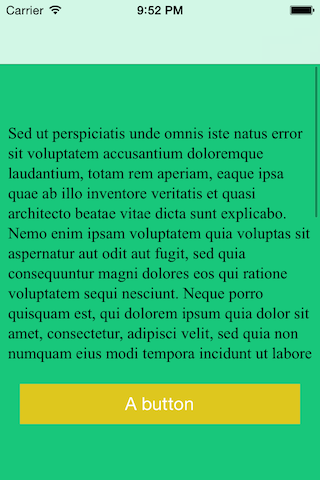 Carrier 9:52 PM
Sed ut perspiciatis unde omnis iste natus error
sit voluptatem accusantium doloremque
laudantium, totam rem aperiam, eaque ipsa
quae ab illo inventore veritatis et quasi
architecto beatae vitae dicta sunt explicabo.
Nemo enim ipsam voluptatem quia voluptas sit
aspernatur aut odit aut fugit, sed quia
consequuntur magni dolores eos qui ratione
voluptatem sequi nesciunt. Neque porro
quisquam est, qui dolorem ipsum quia dolor sit
amet, consectetur, adipisci velit, sed quia non
numquam eius modi tempora incidunt ut labore
A button